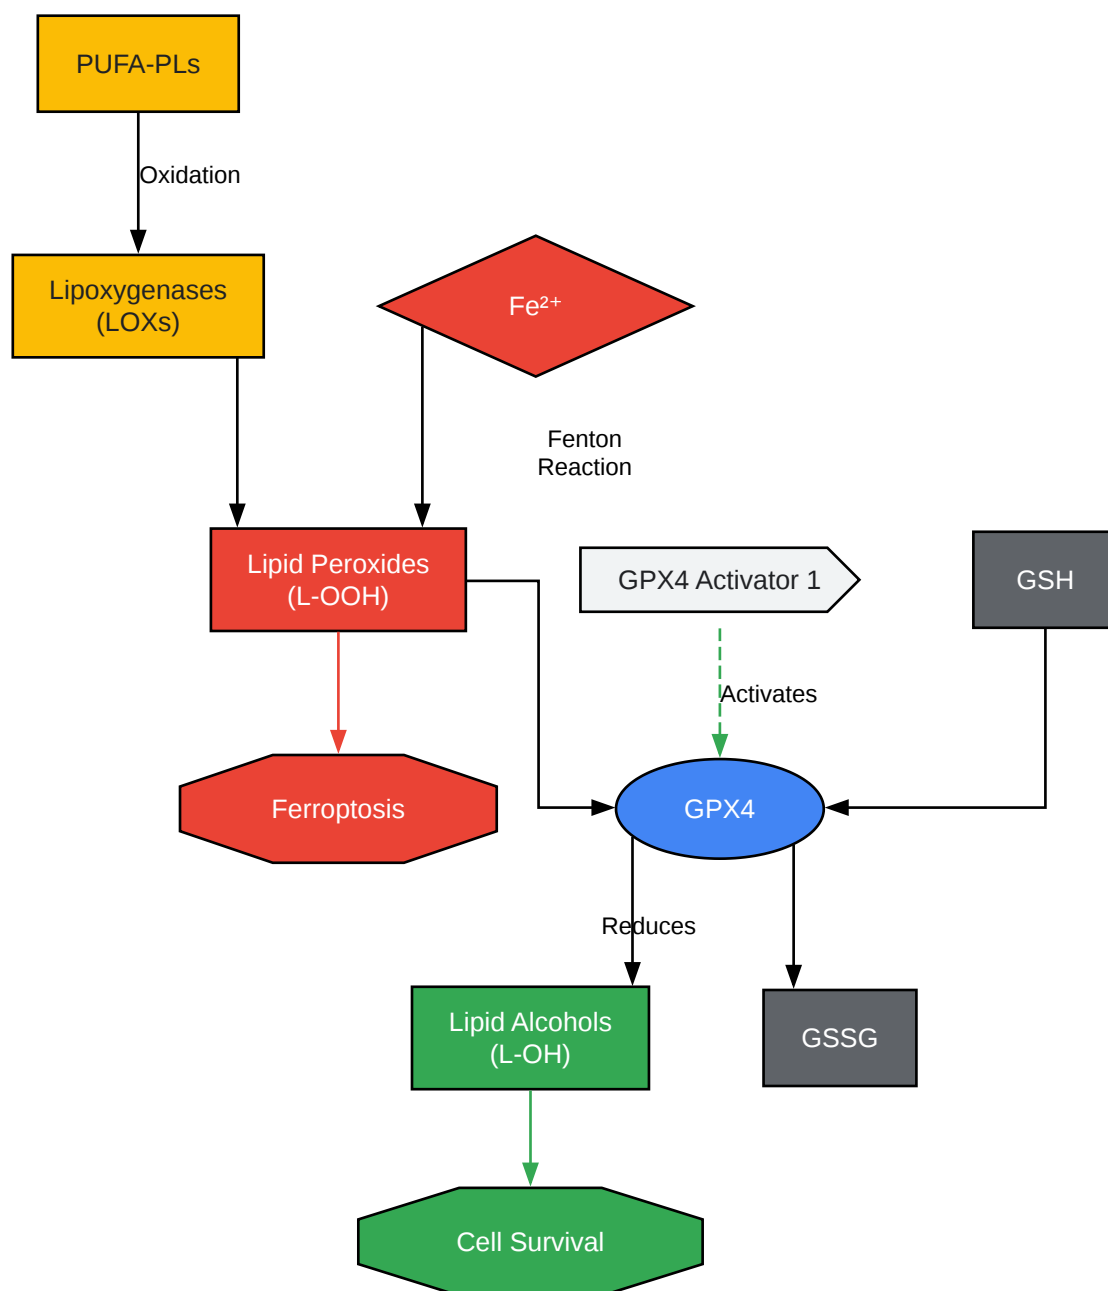 PUFA-PLs
Oxidation
Lipoxygenases
(LOXs)
Fe²⁺
Fenton
Reaction
Lipid Peroxides
(L-OOH)
GPX4 Activator 1
GSH
Activates
Ferroptosis
GPX4
Reduces
Lipid Alcohols
(L-OH)
GSSG
Cell Survival